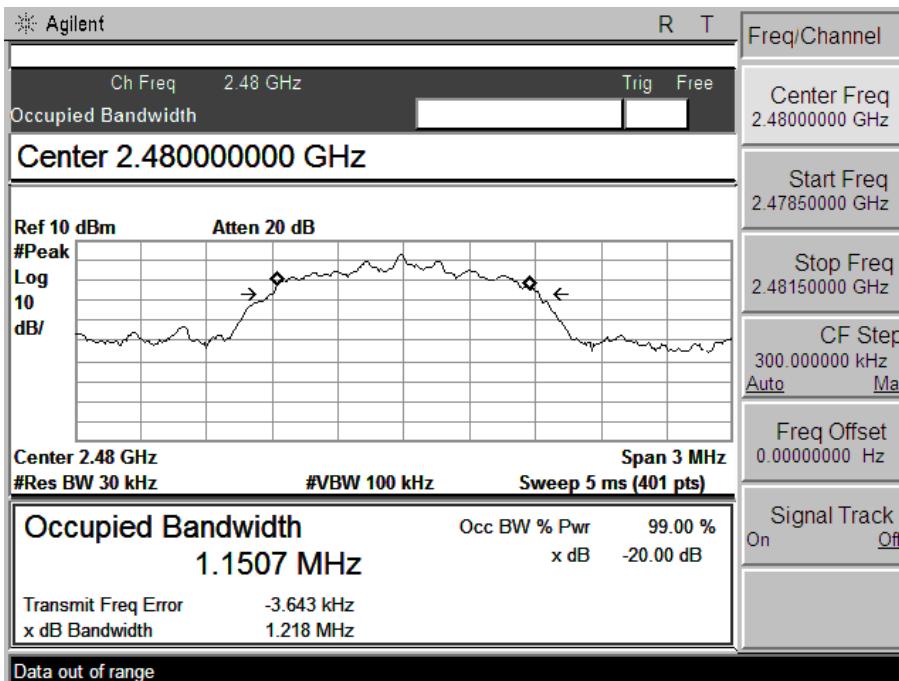 Agilent R T
Ch Freq 2.48 GHz Trig Free
Occupied Bandwidth
Center 2.480000000 GHz
Ref 10 dBm Atten 20 dB
#Peak
Log
10
dB/
Center 2.48 GHz Span 3 MHz
#Res BW 30 kHz #VBW 100 kHz Sweep 5 ms (401 pts)
Occupied Bandwidth Occ BW % Pwr 99.00 %
1.1507 MHz x dB -20.00 dB
Transmit Freq Error -3.643 kHz
x dB Bandwidth 1.218 MHz
Data out of range
Freq/Channel
Center Freq
2.48000000 GHz
Start Freq
2.47850000 GHz
Stop Freq
2.48150000 GHz
CF Step
300.000000 kHz
Auto Ma
Freq Offset
0.00000000 Hz
Signal Track
On Off